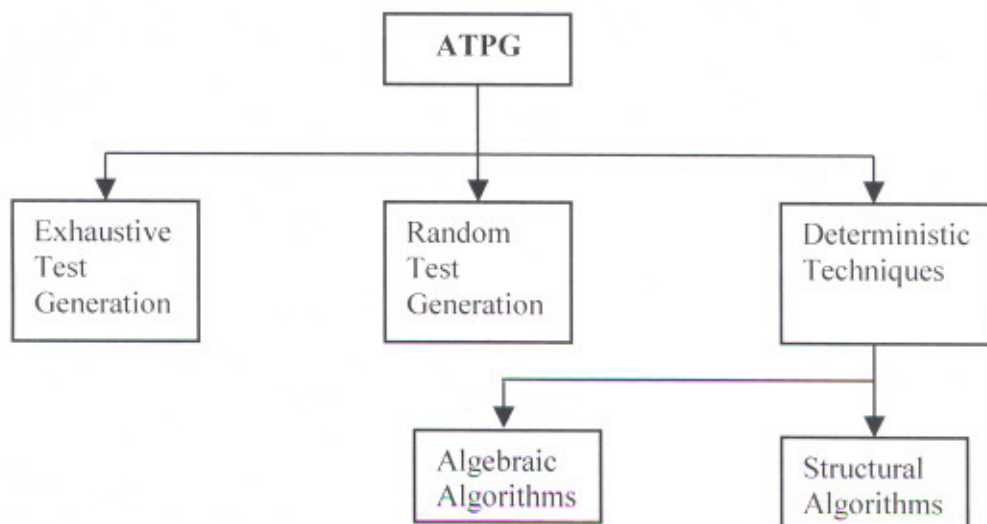 ATPG
Exhaustive
Test
Generation
Random
Test
Generation
Deterministic
Techniques
Algebraic
Algorithms
Structural
Algorithms